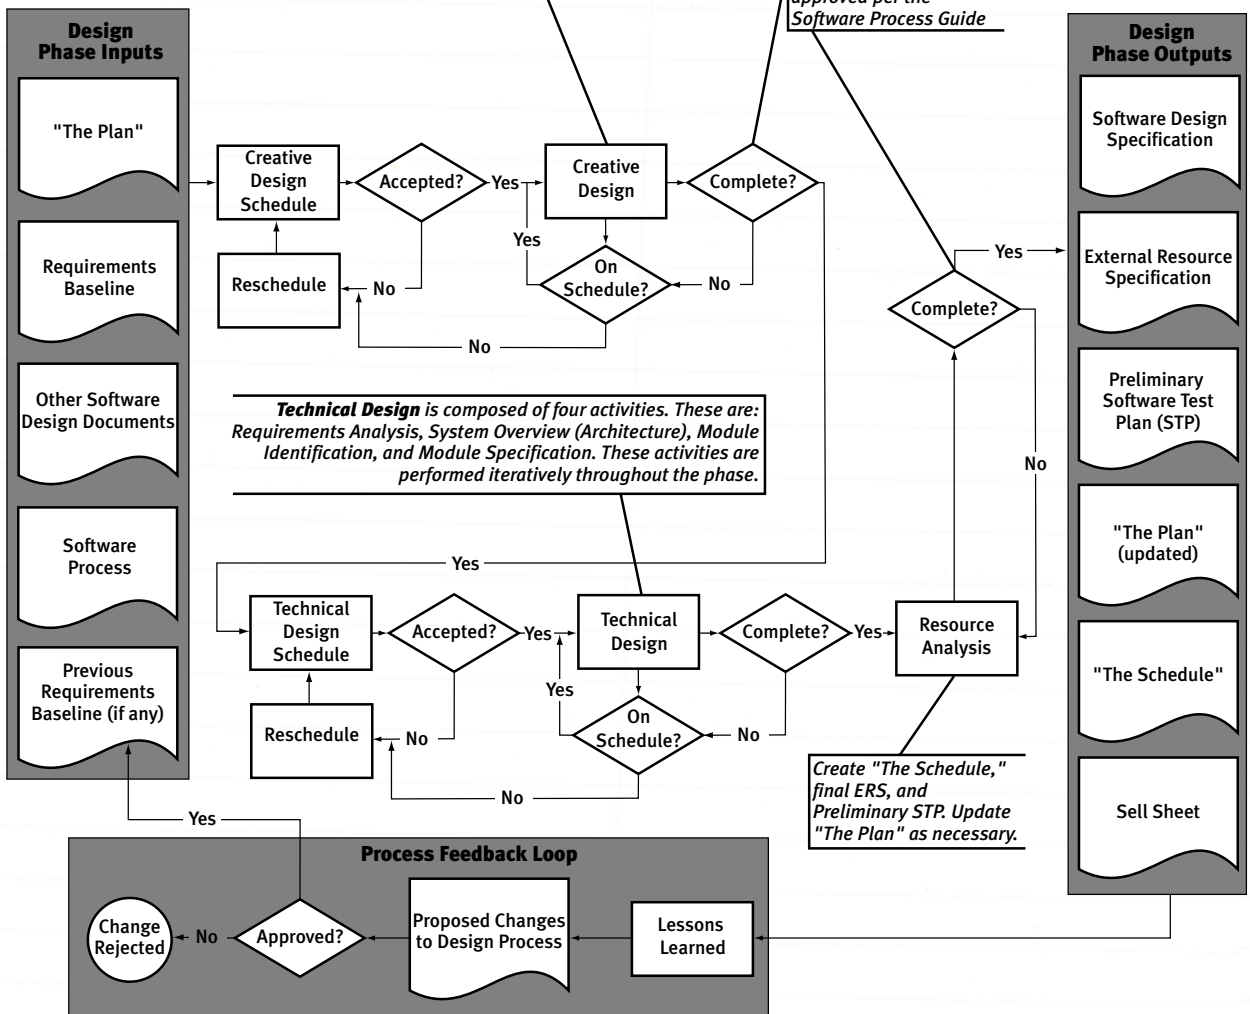 approved per the
Software Process Guide
Design
Phase Inputs
"The Plan"
Requirements
Baseline
Other Software
Design Documents
Software
Process
Previous
Requirements
Baseline (if any)
Creative
Design
Schedule
Accepted?
Yes
Creative
Design
Complete?
Yes
On
Schedule?
No
Reschedule
No
No
Technical Design is composed of four activities. These are:
Requirements Analysis, System Overview (Architecture), Module
Identification, and Module Specification. These activities are
performed iteratively throughout the phase.
Yes
Technical
Design
Schedule
Accepted?
Yes
Technical
Design
Complete?
Yes
Resource
Analysis
Yes
On
Schedule?
No
Reschedule
No
No
Complete?
Yes
No
Create "The Schedule,"
final ERS, and
Preliminary STP. Update
"The Plan" as necessary.
Design
Phase Outputs
Software Design
Specification
External Resource
Specification
Preliminary
Software Test
Plan (STP)
"The Plan"
(updated)
"The Schedule"
Sell Sheet
Yes
Process Feedback Loop
Change
Rejected
No
Approved?
Proposed Changes
to Design Process
Lessons
Learned